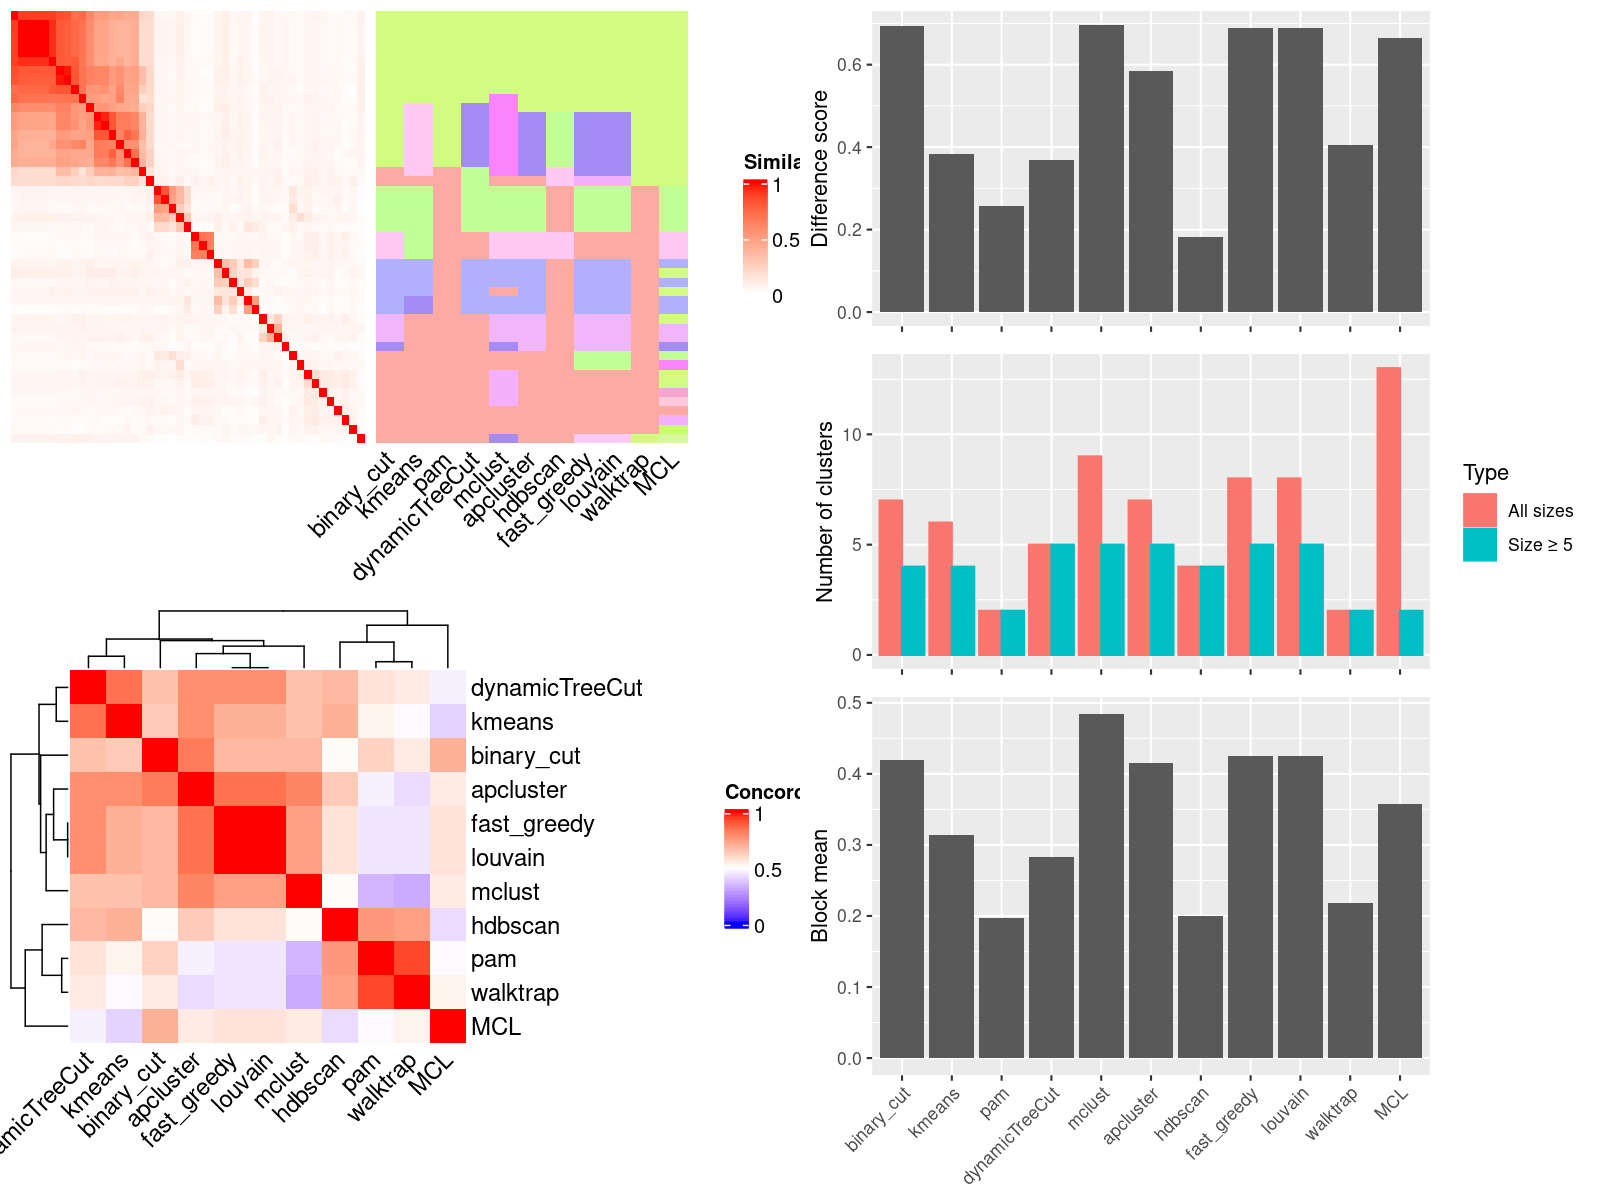 Simila
1
0.5
0
binary_cut
kmeans
pam
dynamicTreeCut
mclust
apcluster
hdbscan
fast_greedy
louvain
walktrap
MCL
Difference score
0.6
0.4
0.2
0.0
Number of clusters
10
5
0
Type
All sizes
Size ≥ 5
dynamicTreeCut
kmeans
binary_cut
apcluster
fast_greedy
louvain
mclust
hdbscan
pam
walktrap
MCL
amicTreeCut
kmeans
binary_cut
apcluster
fast_greedy
louvain
mclust
hdbscan
pam
walktrap
MCL
Concord
1
0.5
0
Block mean
0.5
0.4
0.3
0.2
0.1
0.0
binary_cut
kmeans
pam
dynamicTreeCut
mclust
apcluster
hdbscan
fast_greedy
louvain
walktrap
MCL